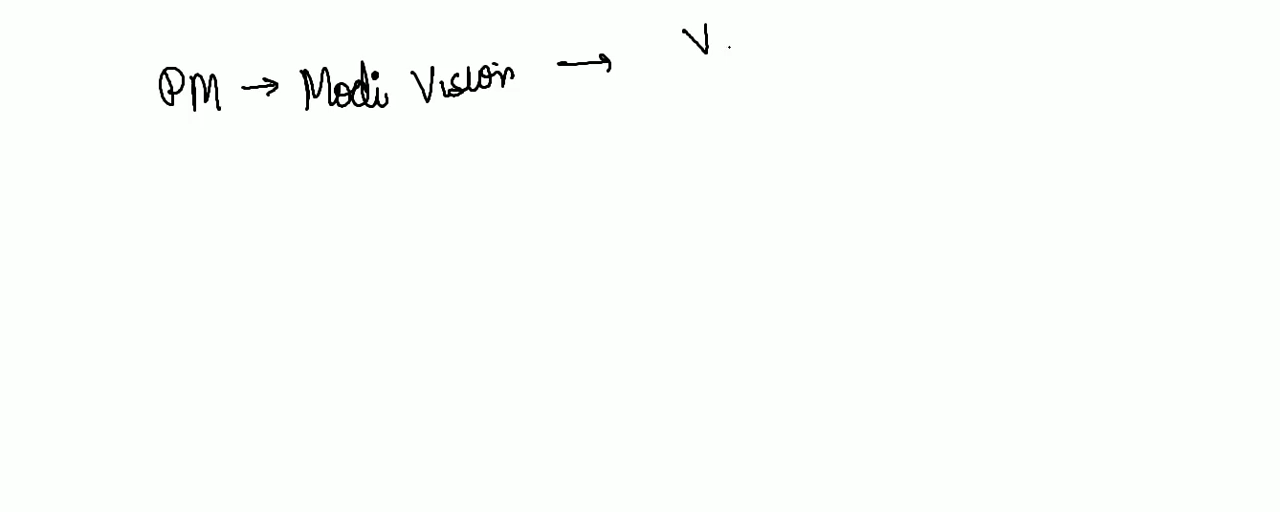 PM → Modi Vision → V